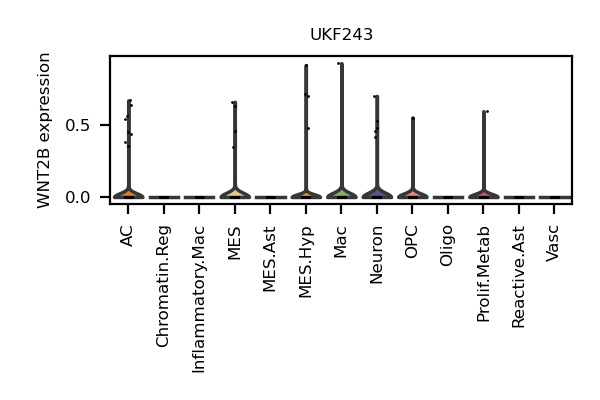 UKF243
WNT2B expression
0.5
0.0
AC
Chromatin.Reg
Inflammatory.Mac
MES
MES.Ast
MES.Hyp
Mac
Neuron
OPC
Oligo
Prolif.Metab
Reactive.Ast
Vasc